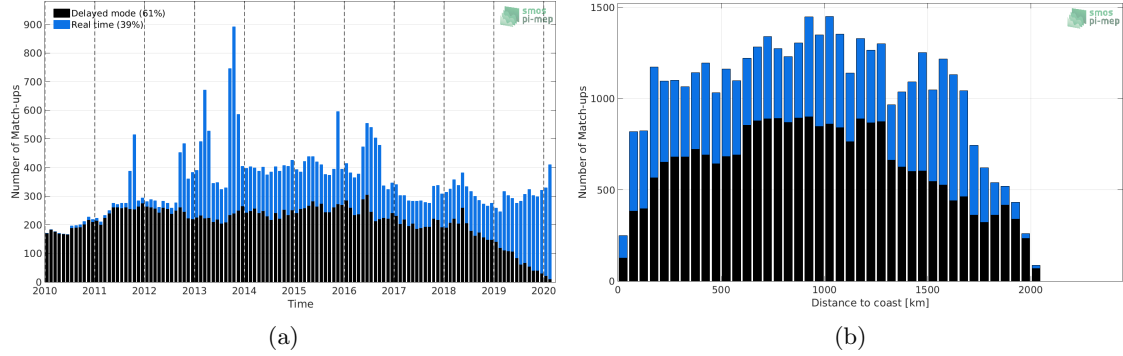 Delayed mode (61%)
Real time (39%)
smos
pi-mep
900
800
700
600
500
400
300
200
100
0
Number of Match-ups
2010 2011 2012 2013 2014 2015 2016 2017 2018 2019 2020
Time
(a)
smos
pi-mep
1500
1000
500
0
Number of Match-ups
0 500 1000 1500 2000
Distance to coast [km]
(b)